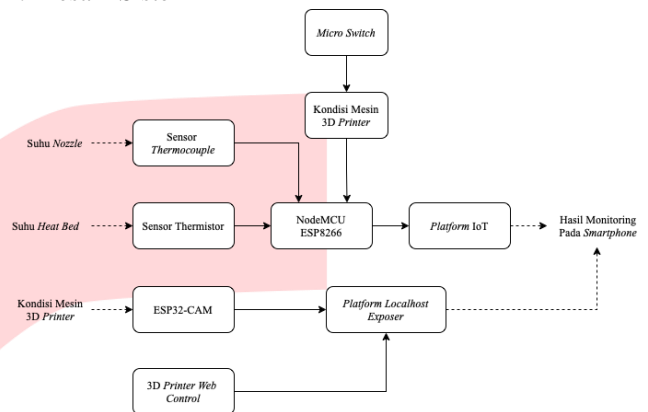 Micro Switch
Kondisi Mesin
3D Printer
Suhu Nozzle
Sensor
Thermocouple
Suhu Heat Bed
Sensor Thermistor
NodeMCU
ESP8266
Platform IoT
Hasil Monitoring
Pada Smartphone
Kondisi Mesin
3D Printer
ESP32-CAM
Platform Localhost
Exposer
3D Printer Web
Control